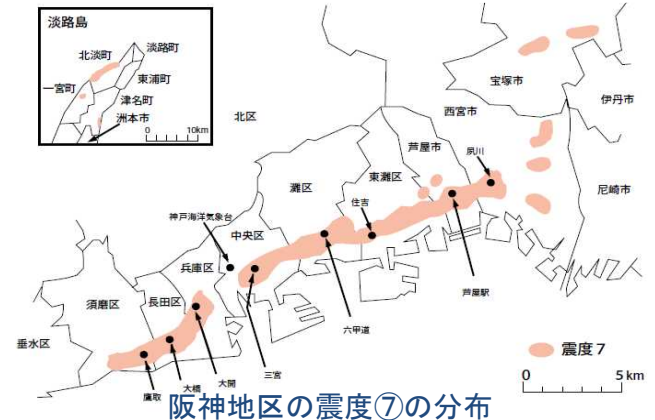 淡路島
北淡町
淡路町
一宮町
東浦町
津名町
洲本市
0 10km
宝塚市
伊丹市
西宮市
北区
芦屋市
夙川
灘区
東灘区
住吉
尼崎市
神戸海洋気象台
中央区
兵庫区
須磨区
長田区
芦屋駅
六甲道
垂水区
三宮
大開
大橋
鷹取
震度7
0 5km
阪神地区の震度⑦の分布